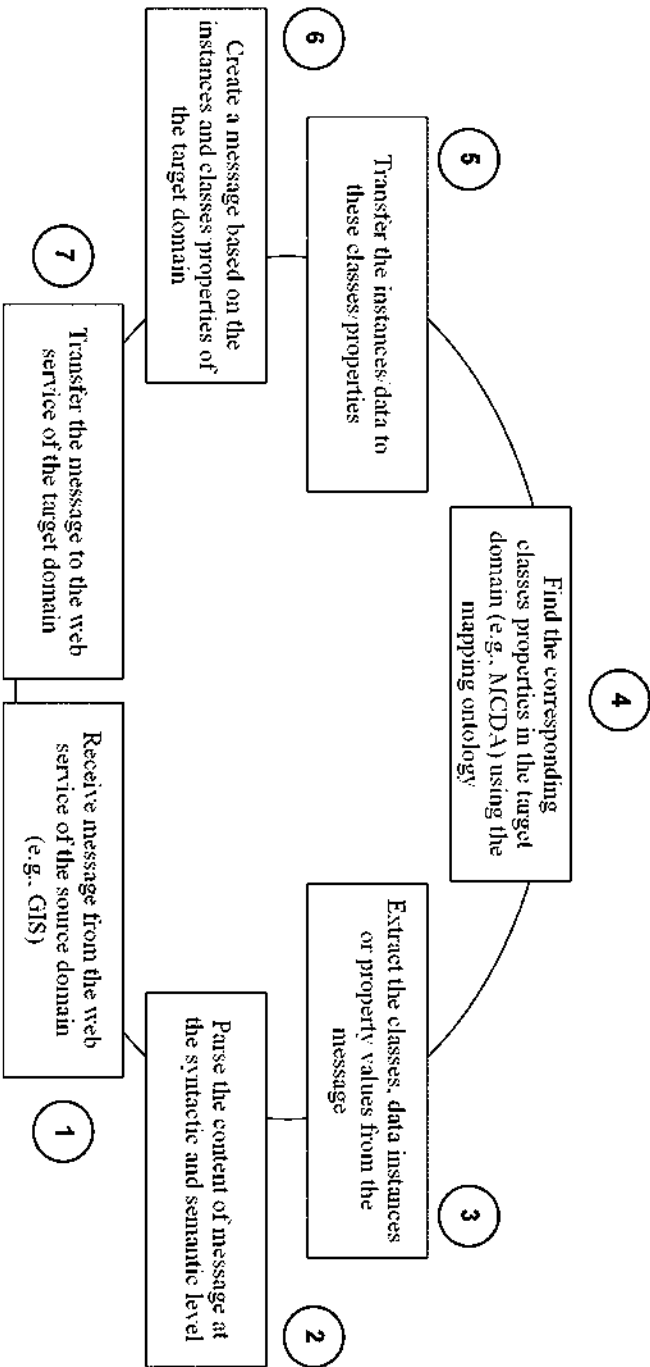 1
Receive message from the web
service of the source domain
(e.g., GIS)
2
Parse the content of message at
the syntactic and semantic level
3
Extract the classes, data instances
or property values from the
message
4
Find the corresponding
classes properties in the target
domain (e.g., MCDA) using the
mapping ontology
5
Transfer the instances/data to
these classes/properties
6
Create a message based on the
instances and classes properties of
the target domain
7
Transfer the message to the web
service of the target domain